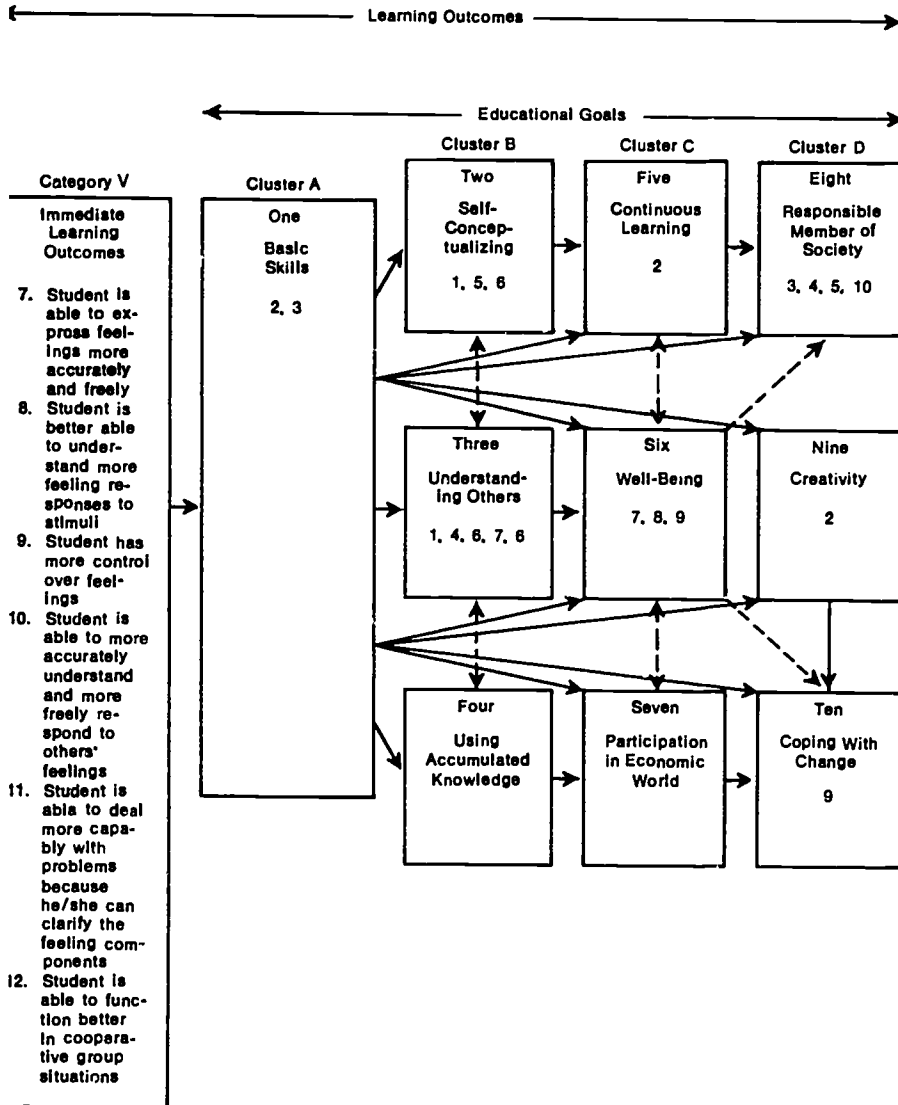 Learning Outcomes
Educational Goals
Category V
Immediate
Learning
Outcomes
7. Student is
able to ex-
pross feel-
ings more
accurately
and freely
8. Student is
better able
to under-
stand more
feeling re-
sponses to
stimuli
9. Student has
more control
over feel-
ings
10. Student is
able to more
accurately
understand
and more
freely re-
spond to
others'
feelings
11. Student is
abla to deal
more capa-
bly with
problems
because
he/she can
clarify the
feeling com-
ponents
12. Student is
able to func-
tion better
in coopera-
tive group
situations
Cluster A
One
Basic
Skills
2, 3
Cluster B
Two
Self-
Concep-
tualizing
1, 5, 6
Three
Understand-
ing Others
1, 4, 6, 7, 6
Four
Using
Accumulated
Knowledge
Cluster C
Five
Continuous
Learning
2
Six
Well-Being
7, 8, 9
Seven
Participation
in Economic
World
Cluster D
Eight
Responsible
Member of
Society
3, 4, 5, 10
Nine
Creativity
2
Ten
Coping With
Change
9